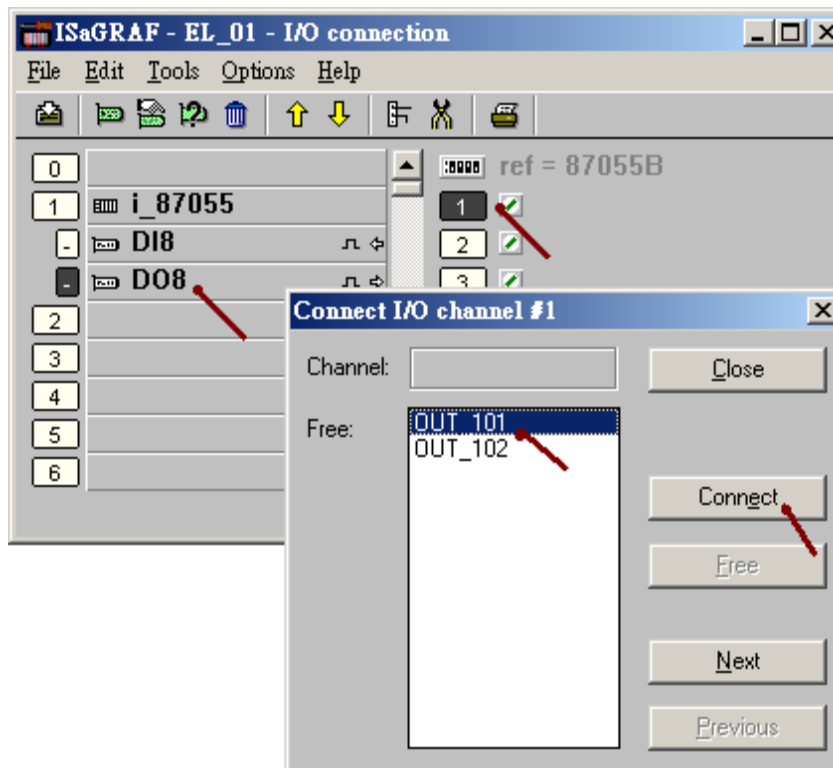 ISaGRAF - EL_01 - I/O connection
File Edit Tools Options Help
0
ref = 87055B
1 i_87055
1
- DI8
2
- DO8
3
2
3
4
5
6
Connect I/O channel #1
Channel:
Close
Free:
OUT_101
OUT_102
Connect
Free
Next
Previous